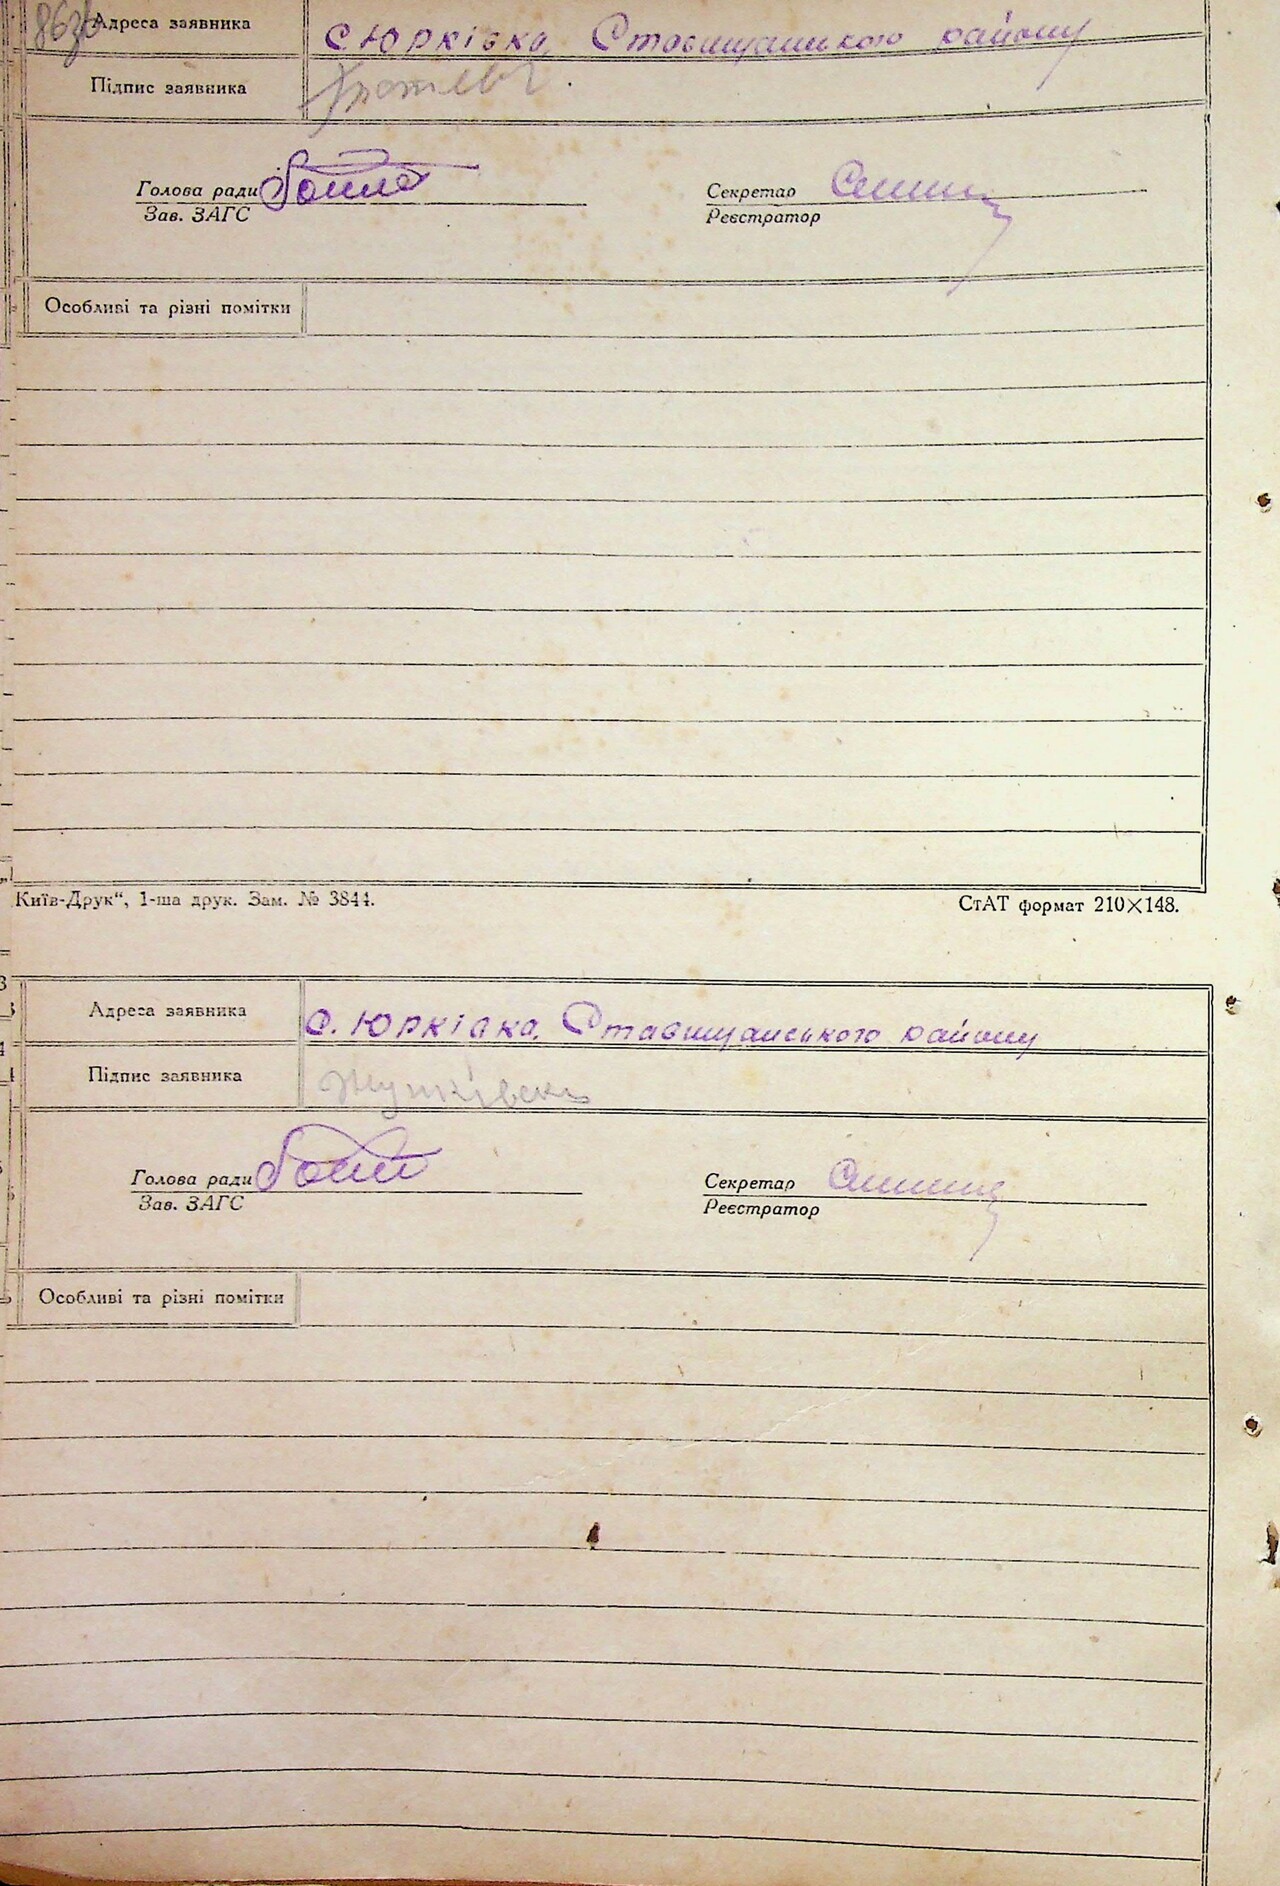 86зв
Адреса заявника С Юрківка, Ставищанського району
Підпис заявника
Голова ради Секретар
Зав. ЗАГС Реєстратор
Особливі та різні помітки
Київ-Друк“, 1-ша друк. Зам. № 3844. СтАТ формат 210×148.
Адреса заявника с. Юрківка, Ставищанського району
Підпис заявника
Голова ради Секретар
Зав. ЗАГС Реєстратор
Особливі та різні помітки